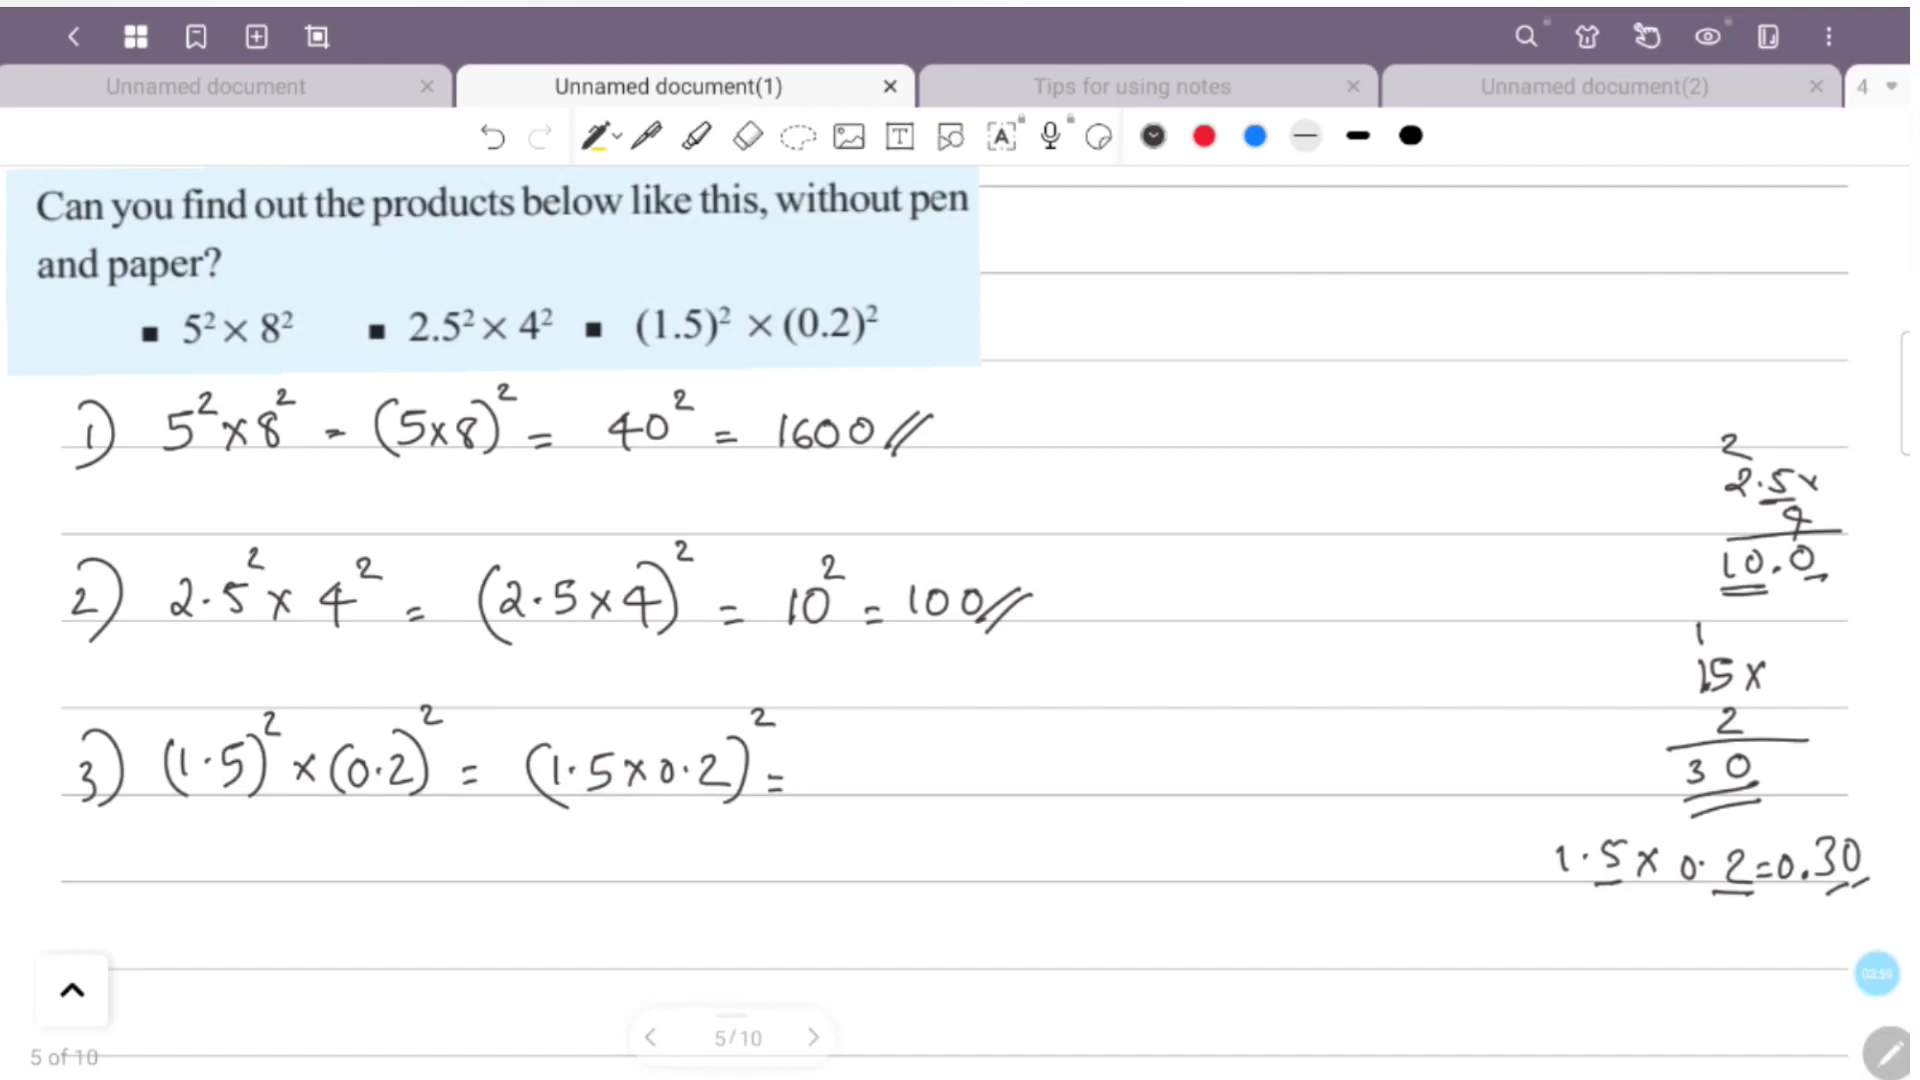 Unnamed document
Unnamed document(1)
Tips for using notes
Unnamed document(2)
4
Can you find out the products below like this, without pen
and paper?
▪ 5² × 8² ▪ 2.5² × 4² ▪ (1.5)² × (0.2)²
1) 5² × 8² = (5×8)² = 40² = 1600//
2) 2.5² × 4² = (2.5×4)² = 10² = 100//
3) (1.5)² × (0.2)² = (1.5×0.2)² =
2
2.5×
4
10.0
1
15×
2
30
1.5 × 0.2=0.30
03:59
5/10
5 of 10